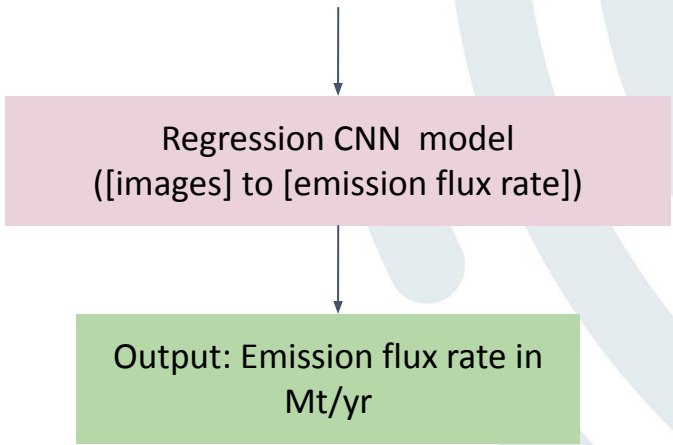 Regression CNN model
([images] to [emission flux rate])
Output: Emission flux rate in
Mt/yr